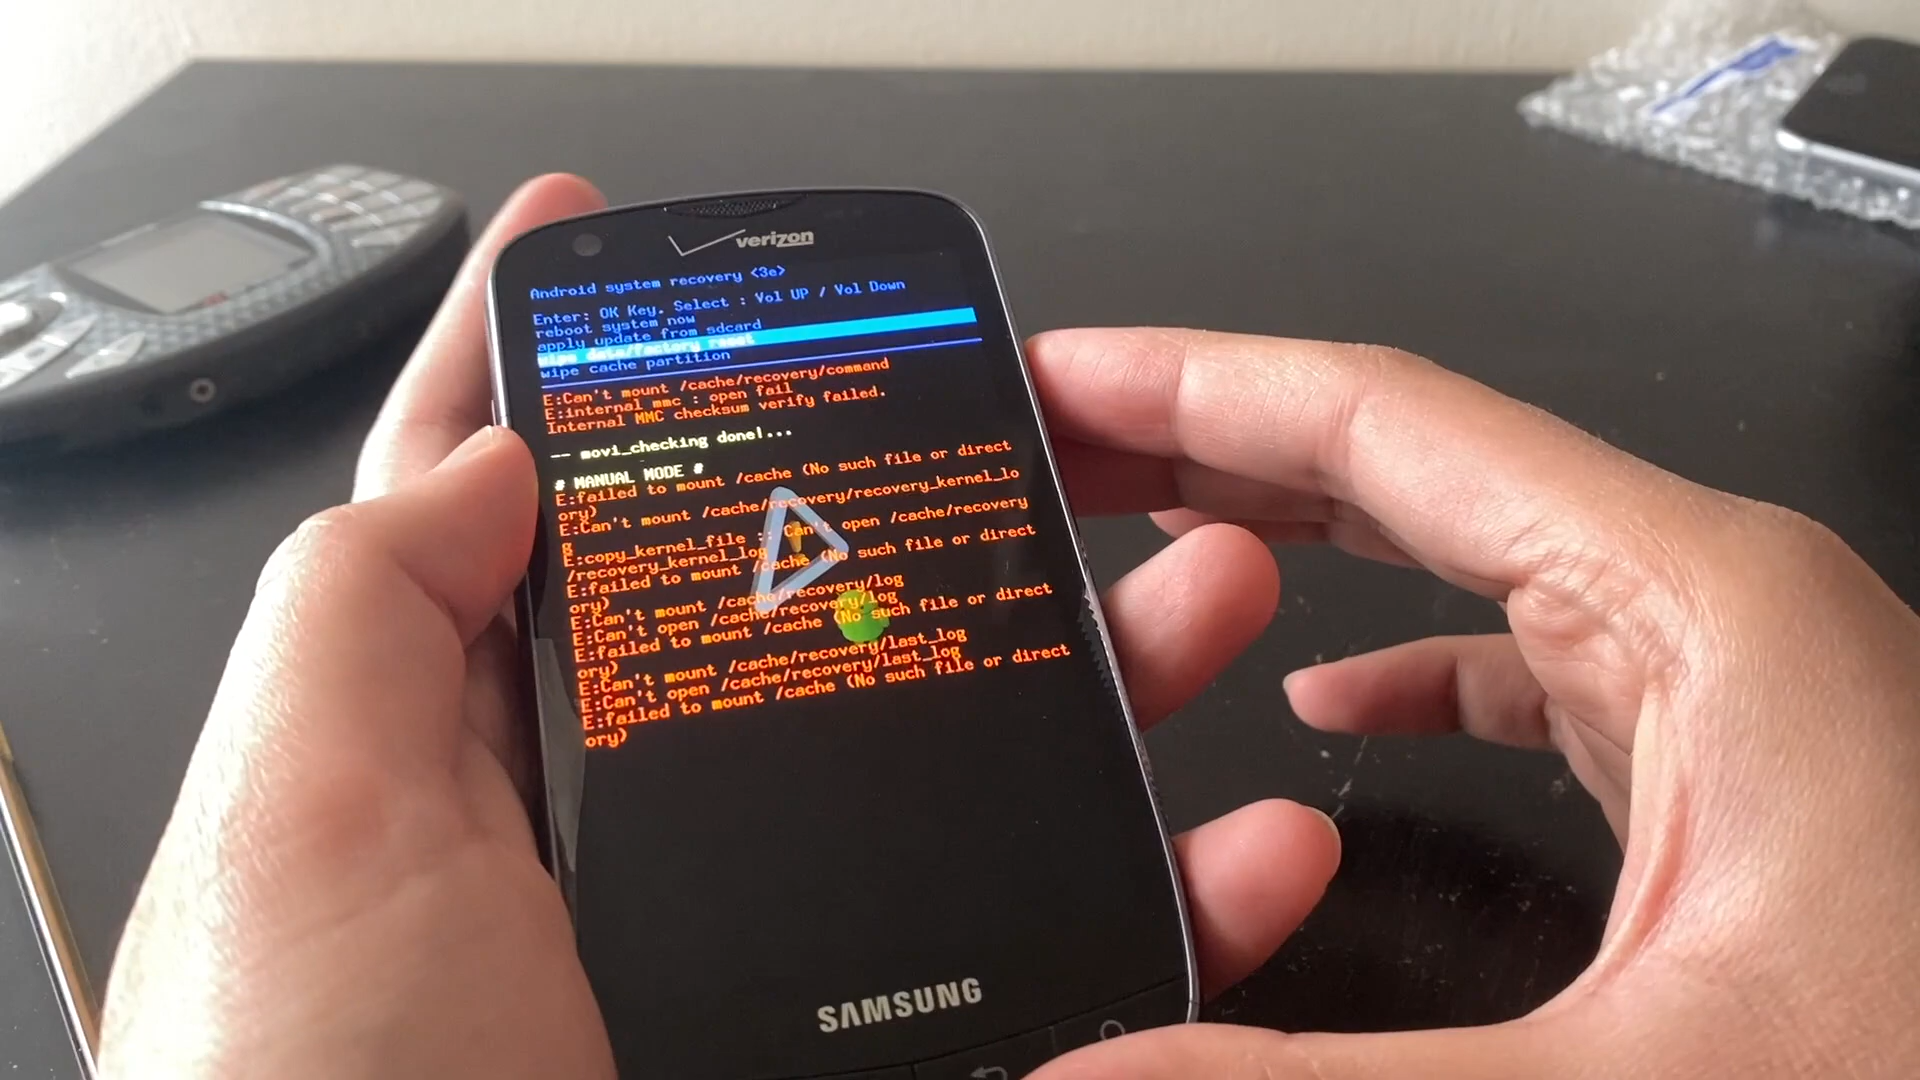 verizon
Android system recovery <3e>
Enter: OK Key. Select : Vol UP / Vol Down
reboot system now
apply update from sdcard
wipe data/factory reset
wipe cache partition
E:Can't mount /cache/recovery/command
E:internal mmc : open fail
Internal MMC checksum verify failed.
-- movi_checking done!...
# MANUAL MODE #
E:failed to mount /cache (No such file or direct
ory)
E:Can't mount /cache/recovery/recovery_kernel_lo
g
E:copy_kernel_file :: Can't open /cache/recovery
/recovery_kernel_log
E:failed to mount /cache (No such file or direct
ory)
E:Can't mount /cache/recovery/log
E:Can't open /cache/recovery/log
E:failed to mount /cache (No such file or direct
ory)
E:Can't mount /cache/recovery/last_log
E:Can't open /cache/recovery/last_log
E:failed to mount /cache (No such file or direct
ory)
SAMSUNG